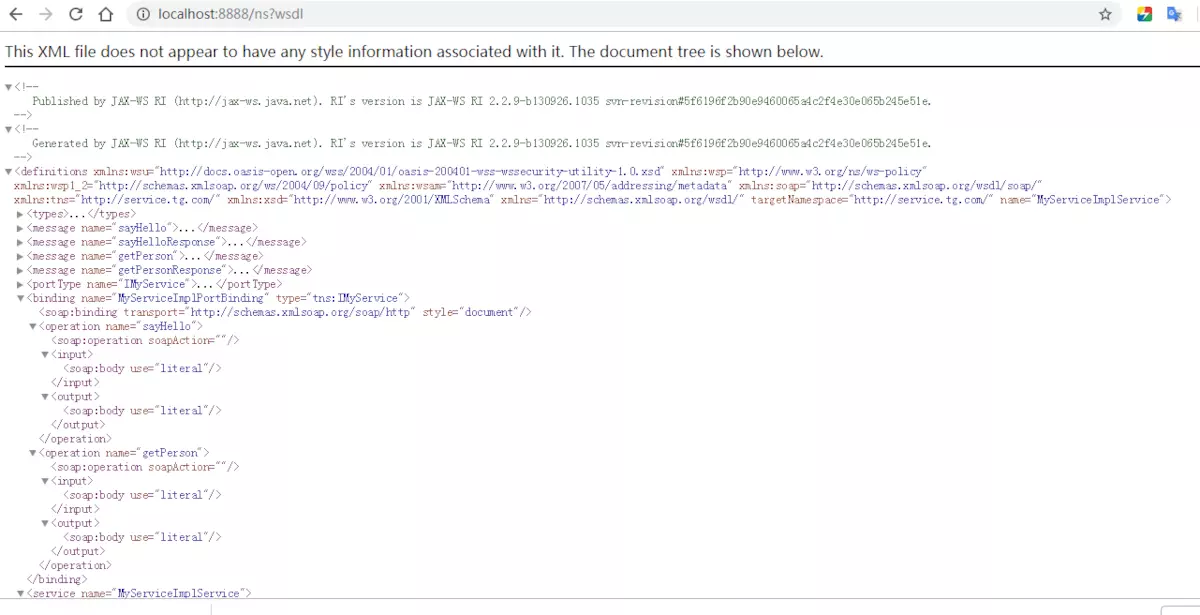 localhost:8888/ns?wsdl
This XML file does not appear to have any style information associated with it. The document tree is shown below.
▼<!--
Published by JAX-WS RI (http://jax-ws.java.net). RI's version is JAX-WS RI 2.2.9-b130926.1035 svn-revision#5f6196f2b90e9460065a4c2f4e30e065b245e51e.
-->
▼<!--
Generated by JAX-WS RI (http://jax-ws.java.net). RI's version is JAX-WS RI 2.2.9-b130926.1035 svn-revision#5f6196f2b90e9460065a4c2f4e30e065b245e51e.
-->
▼<definitions xmlns:wsu="http://docs.oasis-open.org/wss/2004/01/oasis-200401-wss-wssecurity-utility-1.0.xsd" xmlns:wsp="http://www.w3.org/ns/ws-policy"
xmlns:wsp1_2="http://schemas.xmlsoap.org/ws/2004/09/policy" xmlns:wsam="http://www.w3.org/2007/05/addressing/metadata" xmlns:soap="http://schemas.xmlsoap.org/wsdl/soap/"
xmlns:tns="http://service.tg.com/" xmlns:xsd="http://www.w3.org/2001/XMLSchema" xmlns="http://schemas.xmlsoap.org/wsdl/" targetNamespace="http://service.tg.com/" name="MyServiceImplService">
▶<types>...</types>
▶<message name="sayHello">...</message>
▶<message name="sayHelloResponse">...</message>
▶<message name="getPerson">...</message>
▶<message name="getPersonResponse">...</message>
▶<portType name="IMyService">...</portType>
▼<binding name="MyServiceImplPortBinding" type="tns:IMyService">
<soap:binding transport="http://schemas.xmlsoap.org/soap/http" style="document"/>
▼<operation name="sayHello">
<soap:operation soapAction=""/>
▼<input>
<soap:body use="literal"/>
</input>
▼<output>
<soap:body use="literal"/>
</output>
</operation>
▼<operation name="getPerson">
<soap:operation soapAction=""/>
▼<input>
<soap:body use="literal"/>
</input>
▼<output>
<soap:body use="literal"/>
</output>
</operation>
</binding>
▼<service name="MyServiceImplService">